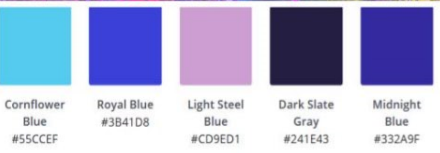 Cornflower Blue
#55CCEF
Royal Blue
#3B41D8
Light Steel Blue
#CD9ED1
Dark Slate Gray
#241E43
Midnight Blue
#332A9F